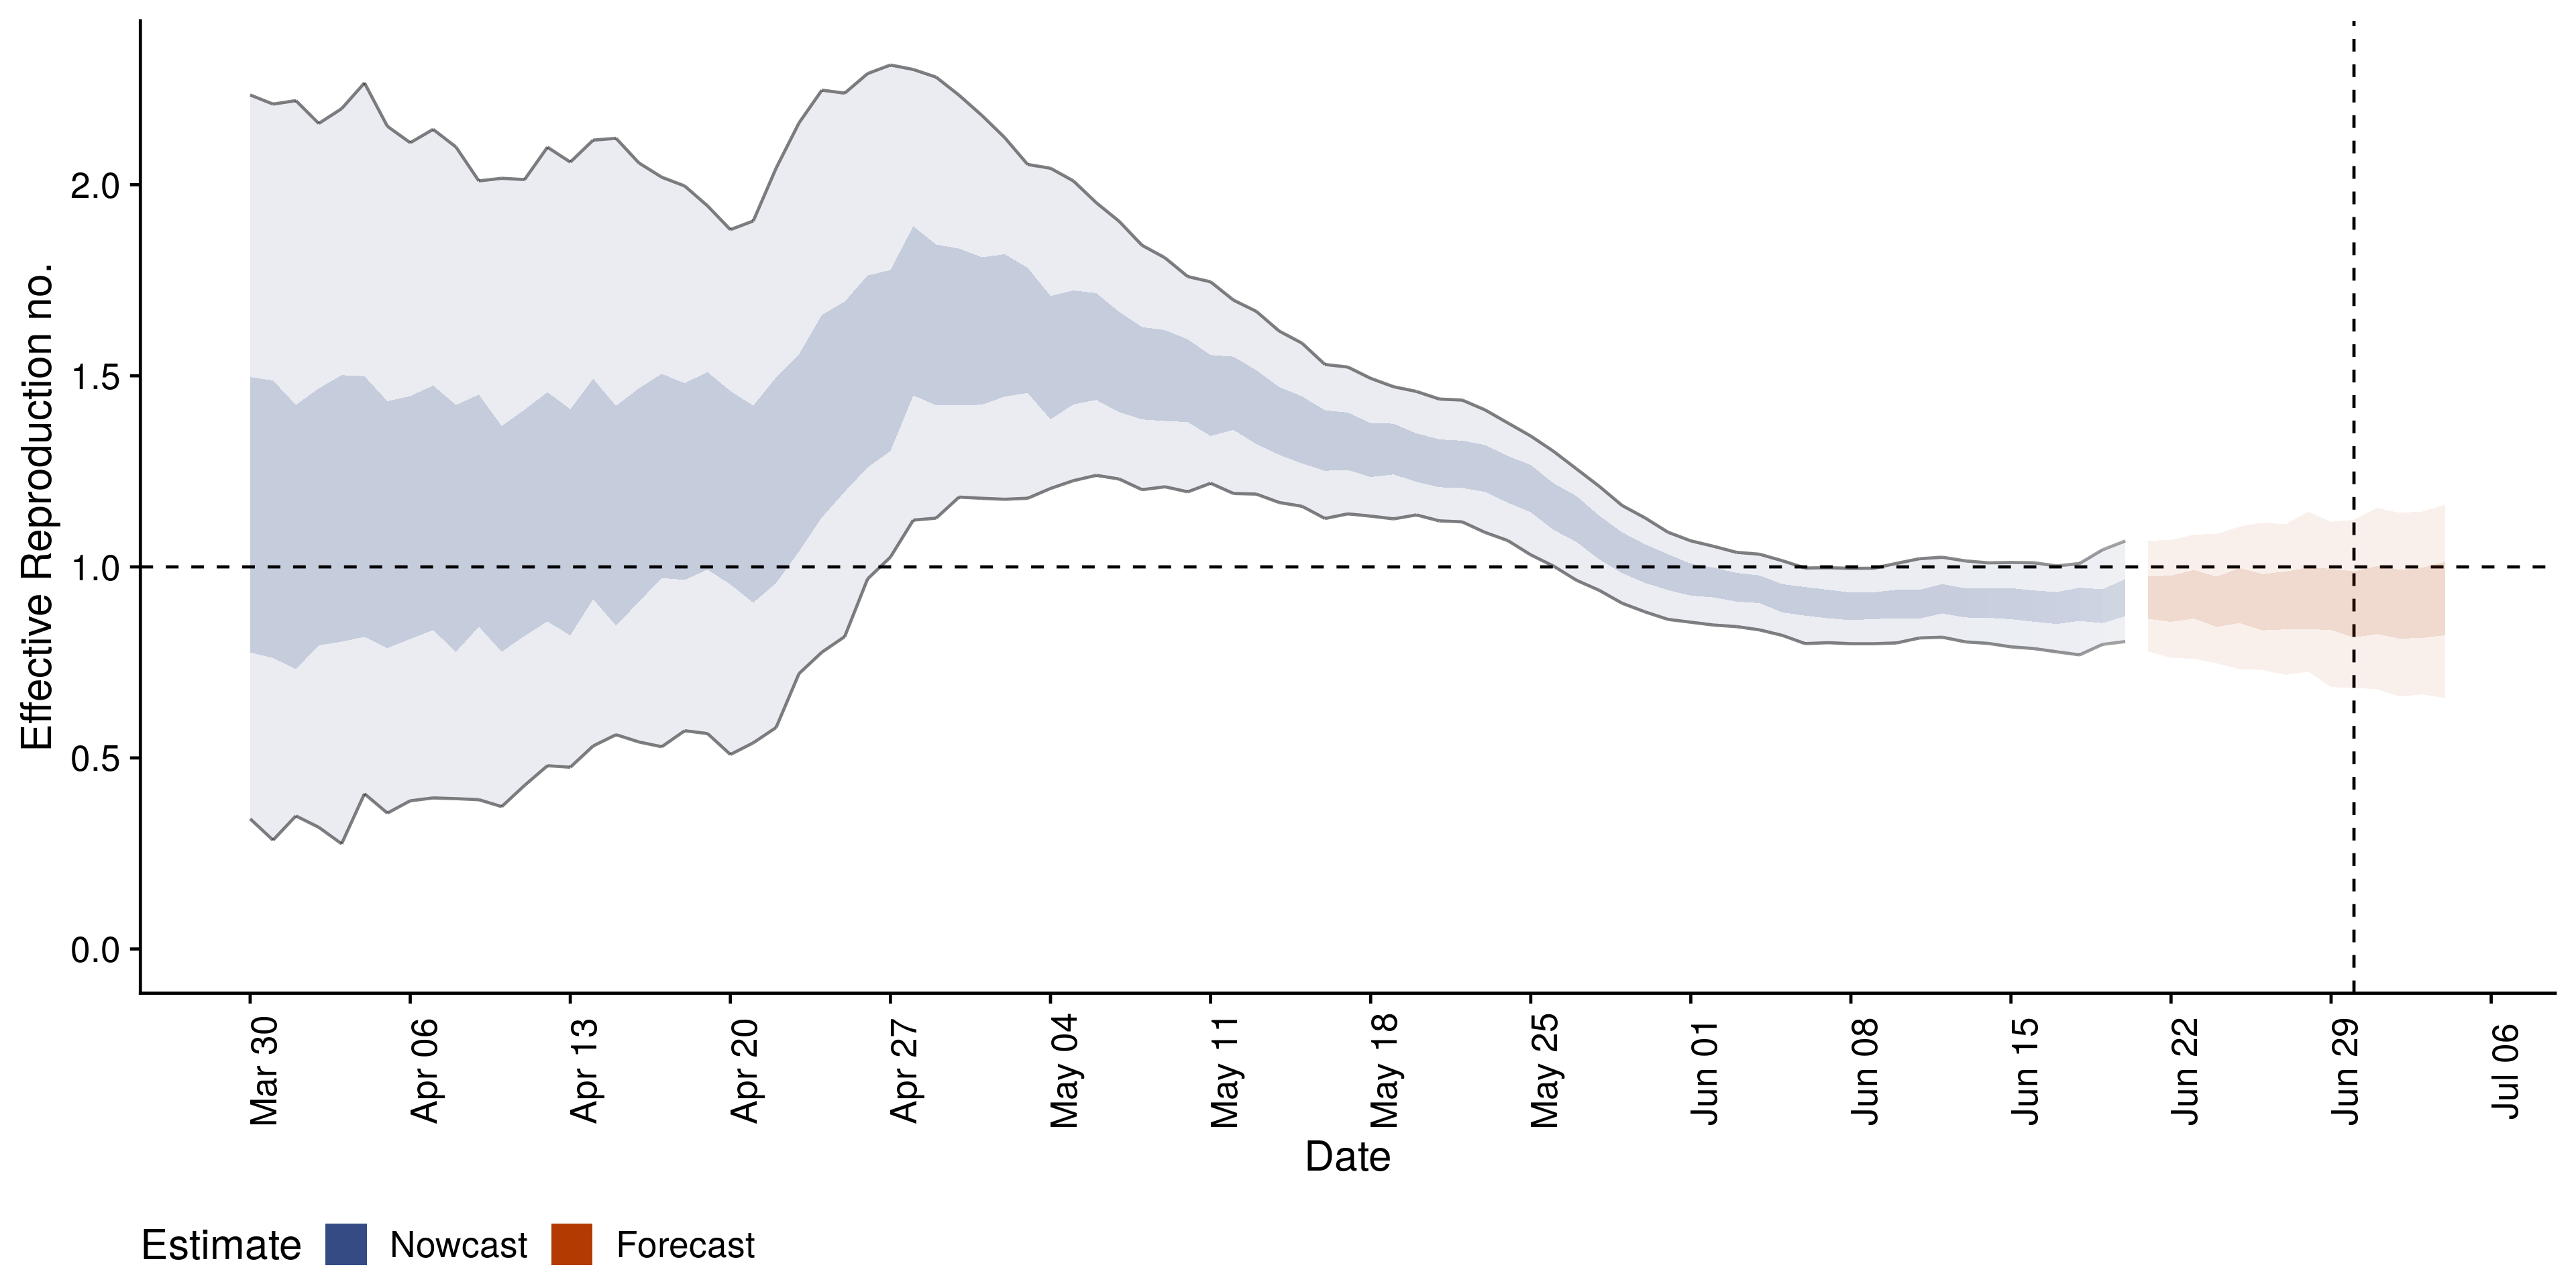 Effective Reproduction no.
2.0
1.5
1.0
0.5
0.0
Mar 30
Apr 06
Apr 13
Apr 20
Apr 27
May 04
May 11
May 18
May 25
Jun 01
Jun 08
Jun 15
Jun 22
Jun 29
Jul 06
Date
Estimate Nowcast Forecast